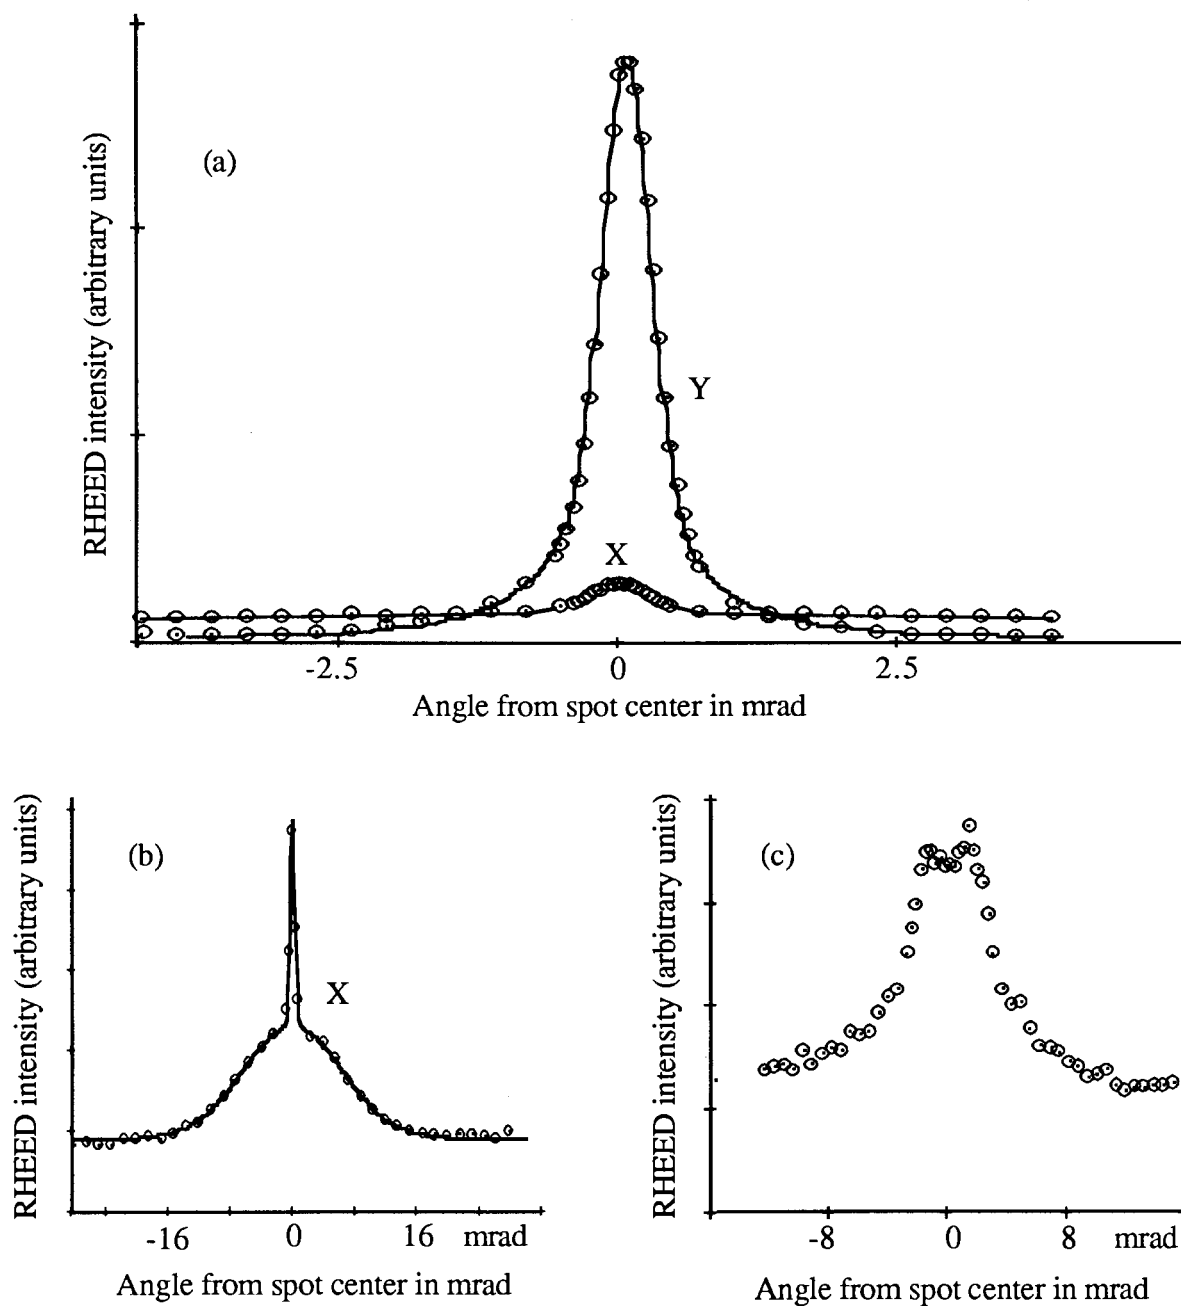 RHEED intensity (arbitrary units)
(a)
Y
X
-2.5 0 2.5
Angle from spot center in mrad
RHEED intensity (arbitrary units)
(b)
X
-16 0 16 mrad
Angle from spot center in mrad
RHEED intensity (arbitrary units)
(c)
-8 0 8 mrad
Angle from spot center in mrad